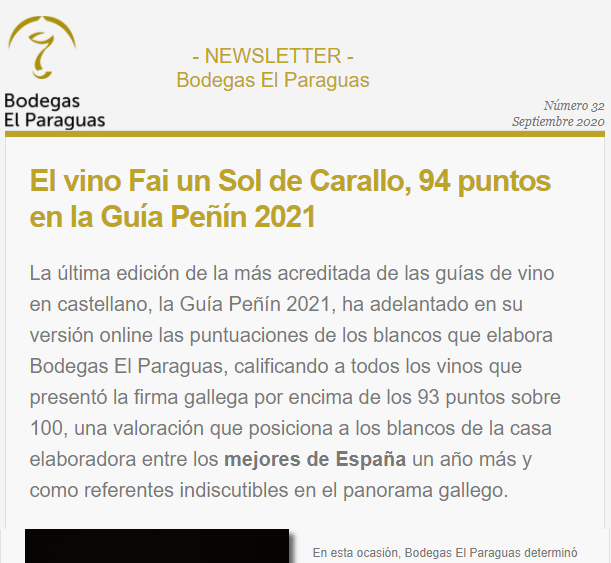 - NEWSLETTER -
Bodegas El Paraguas
Bodegas
El Paraguas
Número 32
Septiembre 2020
El vino Fai un Sol de Carallo, 94 puntos
en la Guía Peñín 2021
La última edición de la más acreditada de las guías de vino
en castellano, la Guía Peñín 2021, ha adelantado en su
versión online las puntuaciones de los blancos que elabora
Bodegas El Paraguas, calificando a todos los vinos que
presentó la firma gallega por encima de los 93 puntos sobre
100, una valoración que posiciona a los blancos de la casa
elaboradora entre los mejores de España un año más y
como referentes indiscutibles en el panorama gallego.
En esta ocasión, Bodegas El Paraguas determinó